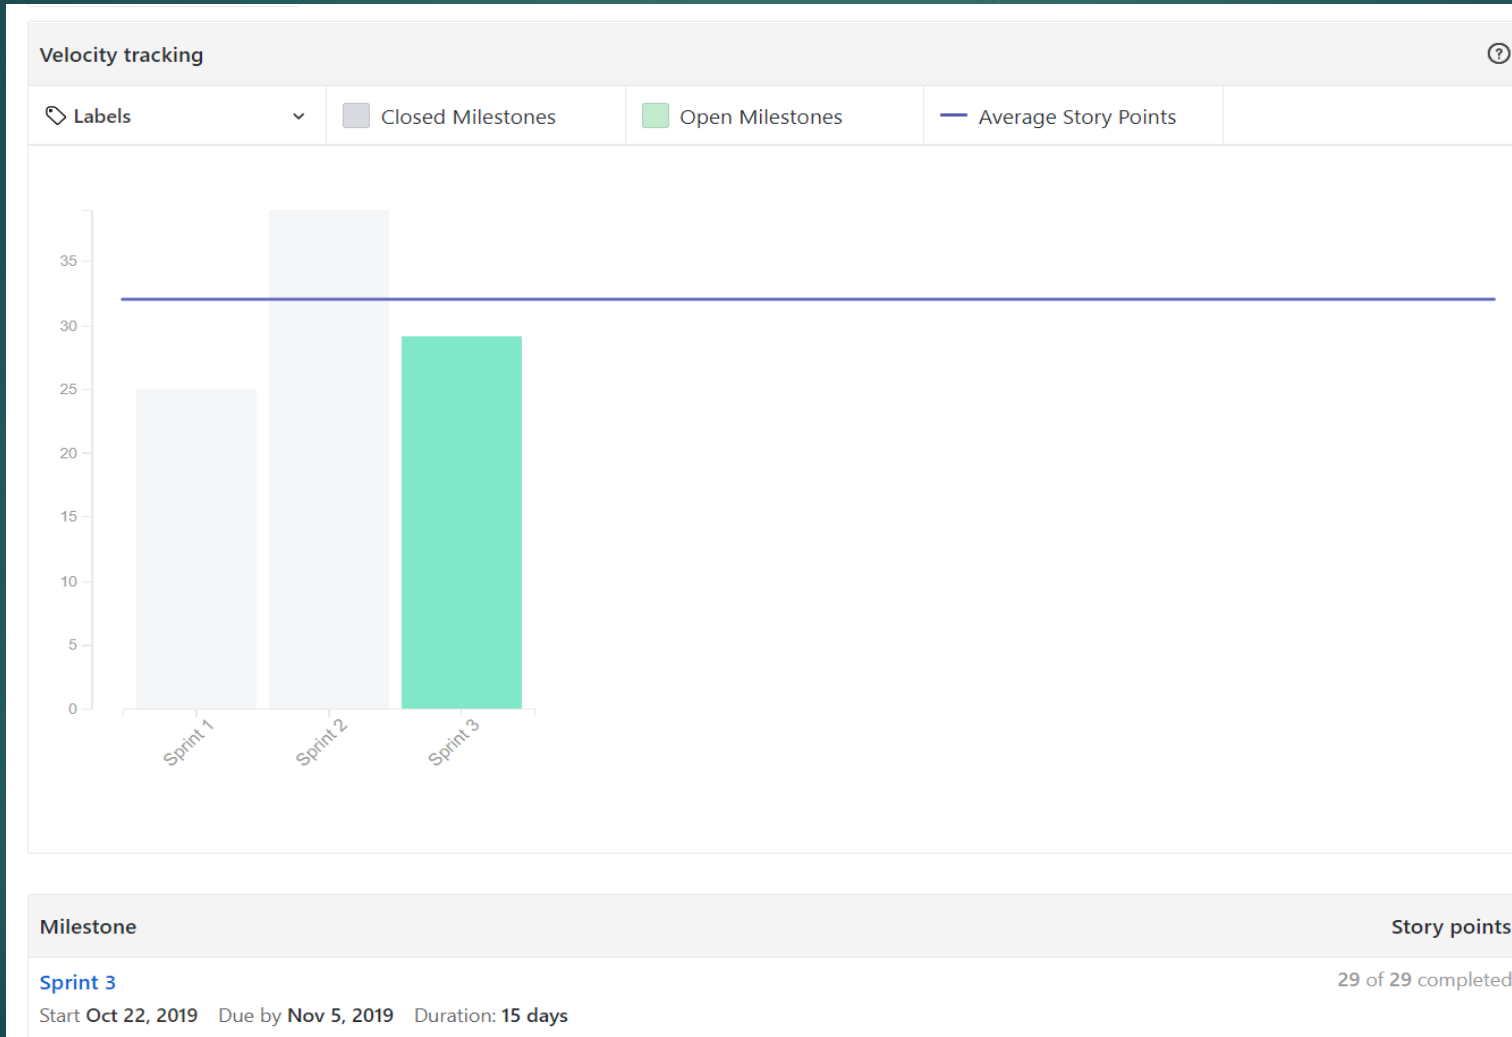 Velocity tracking
Labels Closed Milestones Open Milestones Average Story Points
35
30
25
20
15
10
5
0
Sprint 1 Sprint 2 Sprint 3
Milestone Story points
Sprint 3 29 of 29 completed
Start Oct 22, 2019 Due by Nov 5, 2019 Duration: 15 days